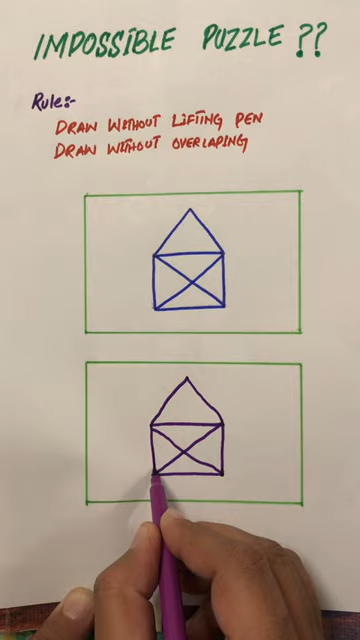 IMPOSSIBLE PUZZLE ??
Rule:-
DRAW WITHOUT LIFTING PEN
DRAW WITHOUT OVERLAPING